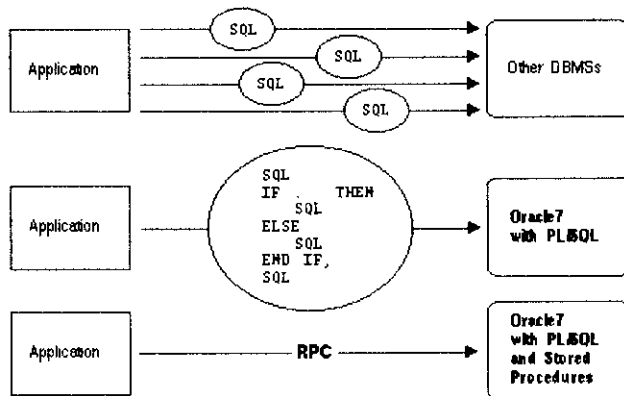 SQL
SQL
Application
Other DBMSs
SQL
SQL
SQL
IF . THEN
SQL
ELSE
SQL
END IF,
SQL
Application
Oracle7
with PL/SQL
Application
RPC
Oracle7
with PL/SQL
and Stored
Procedures